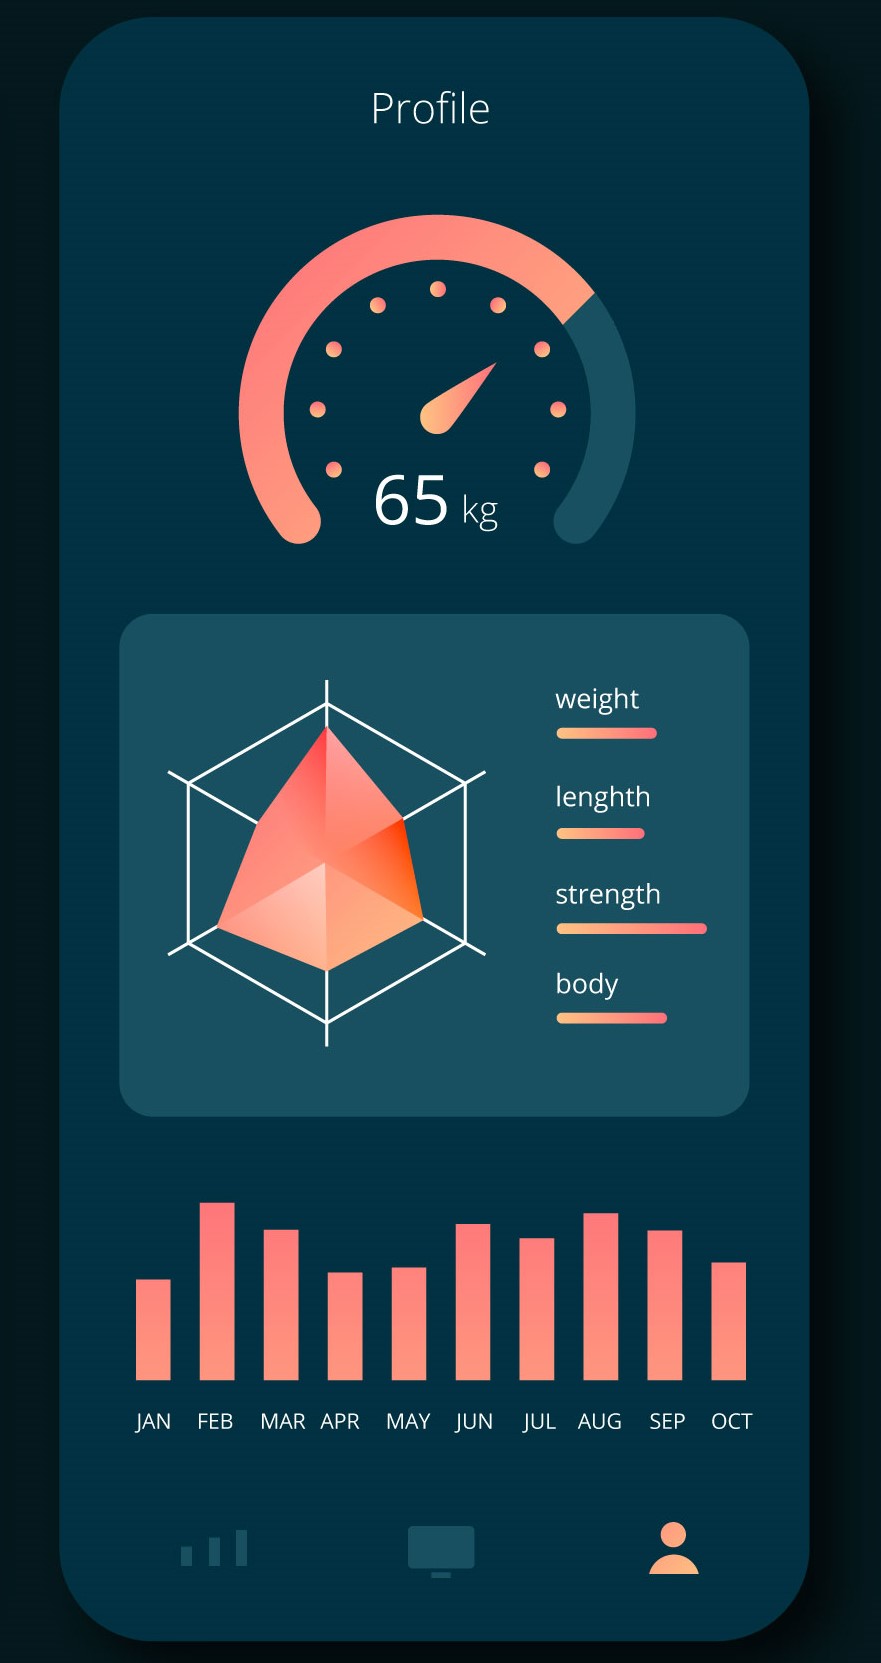 Profile
65 kg
weight
lenghth
strength
body
JAN FEB MAR APR MAY JUN JUL AUG SEP OCT